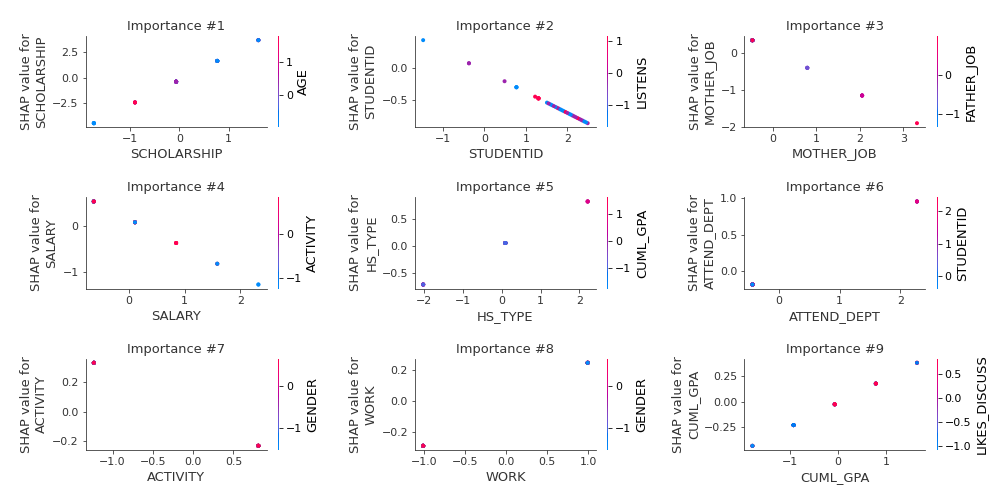 Importance #1
SHAP value for
SCHOLARSHIP
2.5
0.0
−2.5
−1
0
1
SCHOLARSHIP
1
0
AGE
Importance #2
SHAP value for
STUDENTID
0.0
−0.5
−1
0
1
2
STUDENTID
1
0
−1
LISTENS
Importance #3
SHAP value for
MOTHER_JOB
0
−1
−2
0
1
2
3
MOTHER_JOB
0
−1
FATHER_JOB
Importance #4
SHAP value for
SALARY
0
−1
0
1
2
SALARY
0
−1
ACTIVITY
Importance #5
SHAP value for
HS_TYPE
0.5
0.0
−0.5
−2
−1
0
1
2
HS_TYPE
1
0
−1
CUML_GPA
Importance #6
SHAP value for
ATTEND_DEPT
1.0
0.0
0
1
2
ATTEND_DEPT
2
1
0
STUDENTID
Importance #7
SHAP value for
ACTIVITY
0.2
0.0
−0.2
−1.0
−0.5
0.0
0.5
ACTIVITY
0
−1
GENDER
Importance #8
SHAP value for
WORK
0.2
0.0
−0.2
−1.0
−0.5
0.0
0.5
1.0
WORK
0
−1
GENDER
Importance #9
SHAP value for
CUML_GPA
0.25
0.00
−0.25
−1
0
1
CUML_GPA
0.5
0.0
−0.5
−1.0
LIKES_DISCUSS